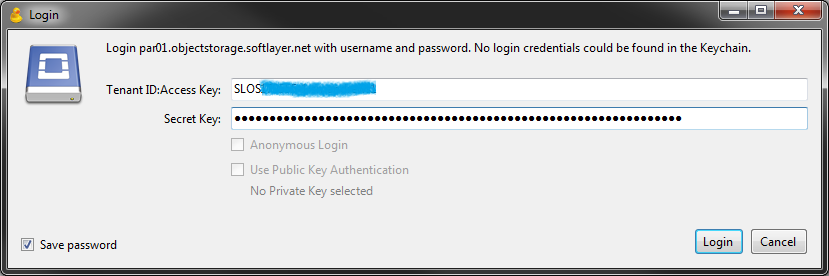 Login
Login par01.objectstorage.softlayer.net with username and password. No login credentials could be found in the Keychain.
Tenant ID:Access Key: SLOS
Secret Key: ●●●●●●●●●●●●●●●●●●●●●●●●●●●●●●●●●●●●●●●●●●●●●●●●●●●●●●●●●●●●●●●●
Anonymous Login
Use Public Key Authentication
No Private Key selected
Save password
Login Cancel